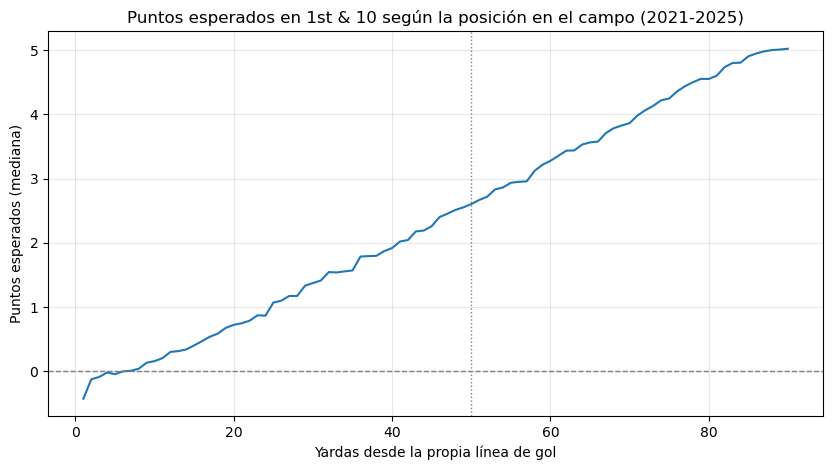 Puntos esperados en 1st & 10 según la posición en el campo (2021-2025)
Puntos esperados (mediana)
5
4
3
2
1
0
0 20 40 60 80
Yardas desde la propia línea de gol